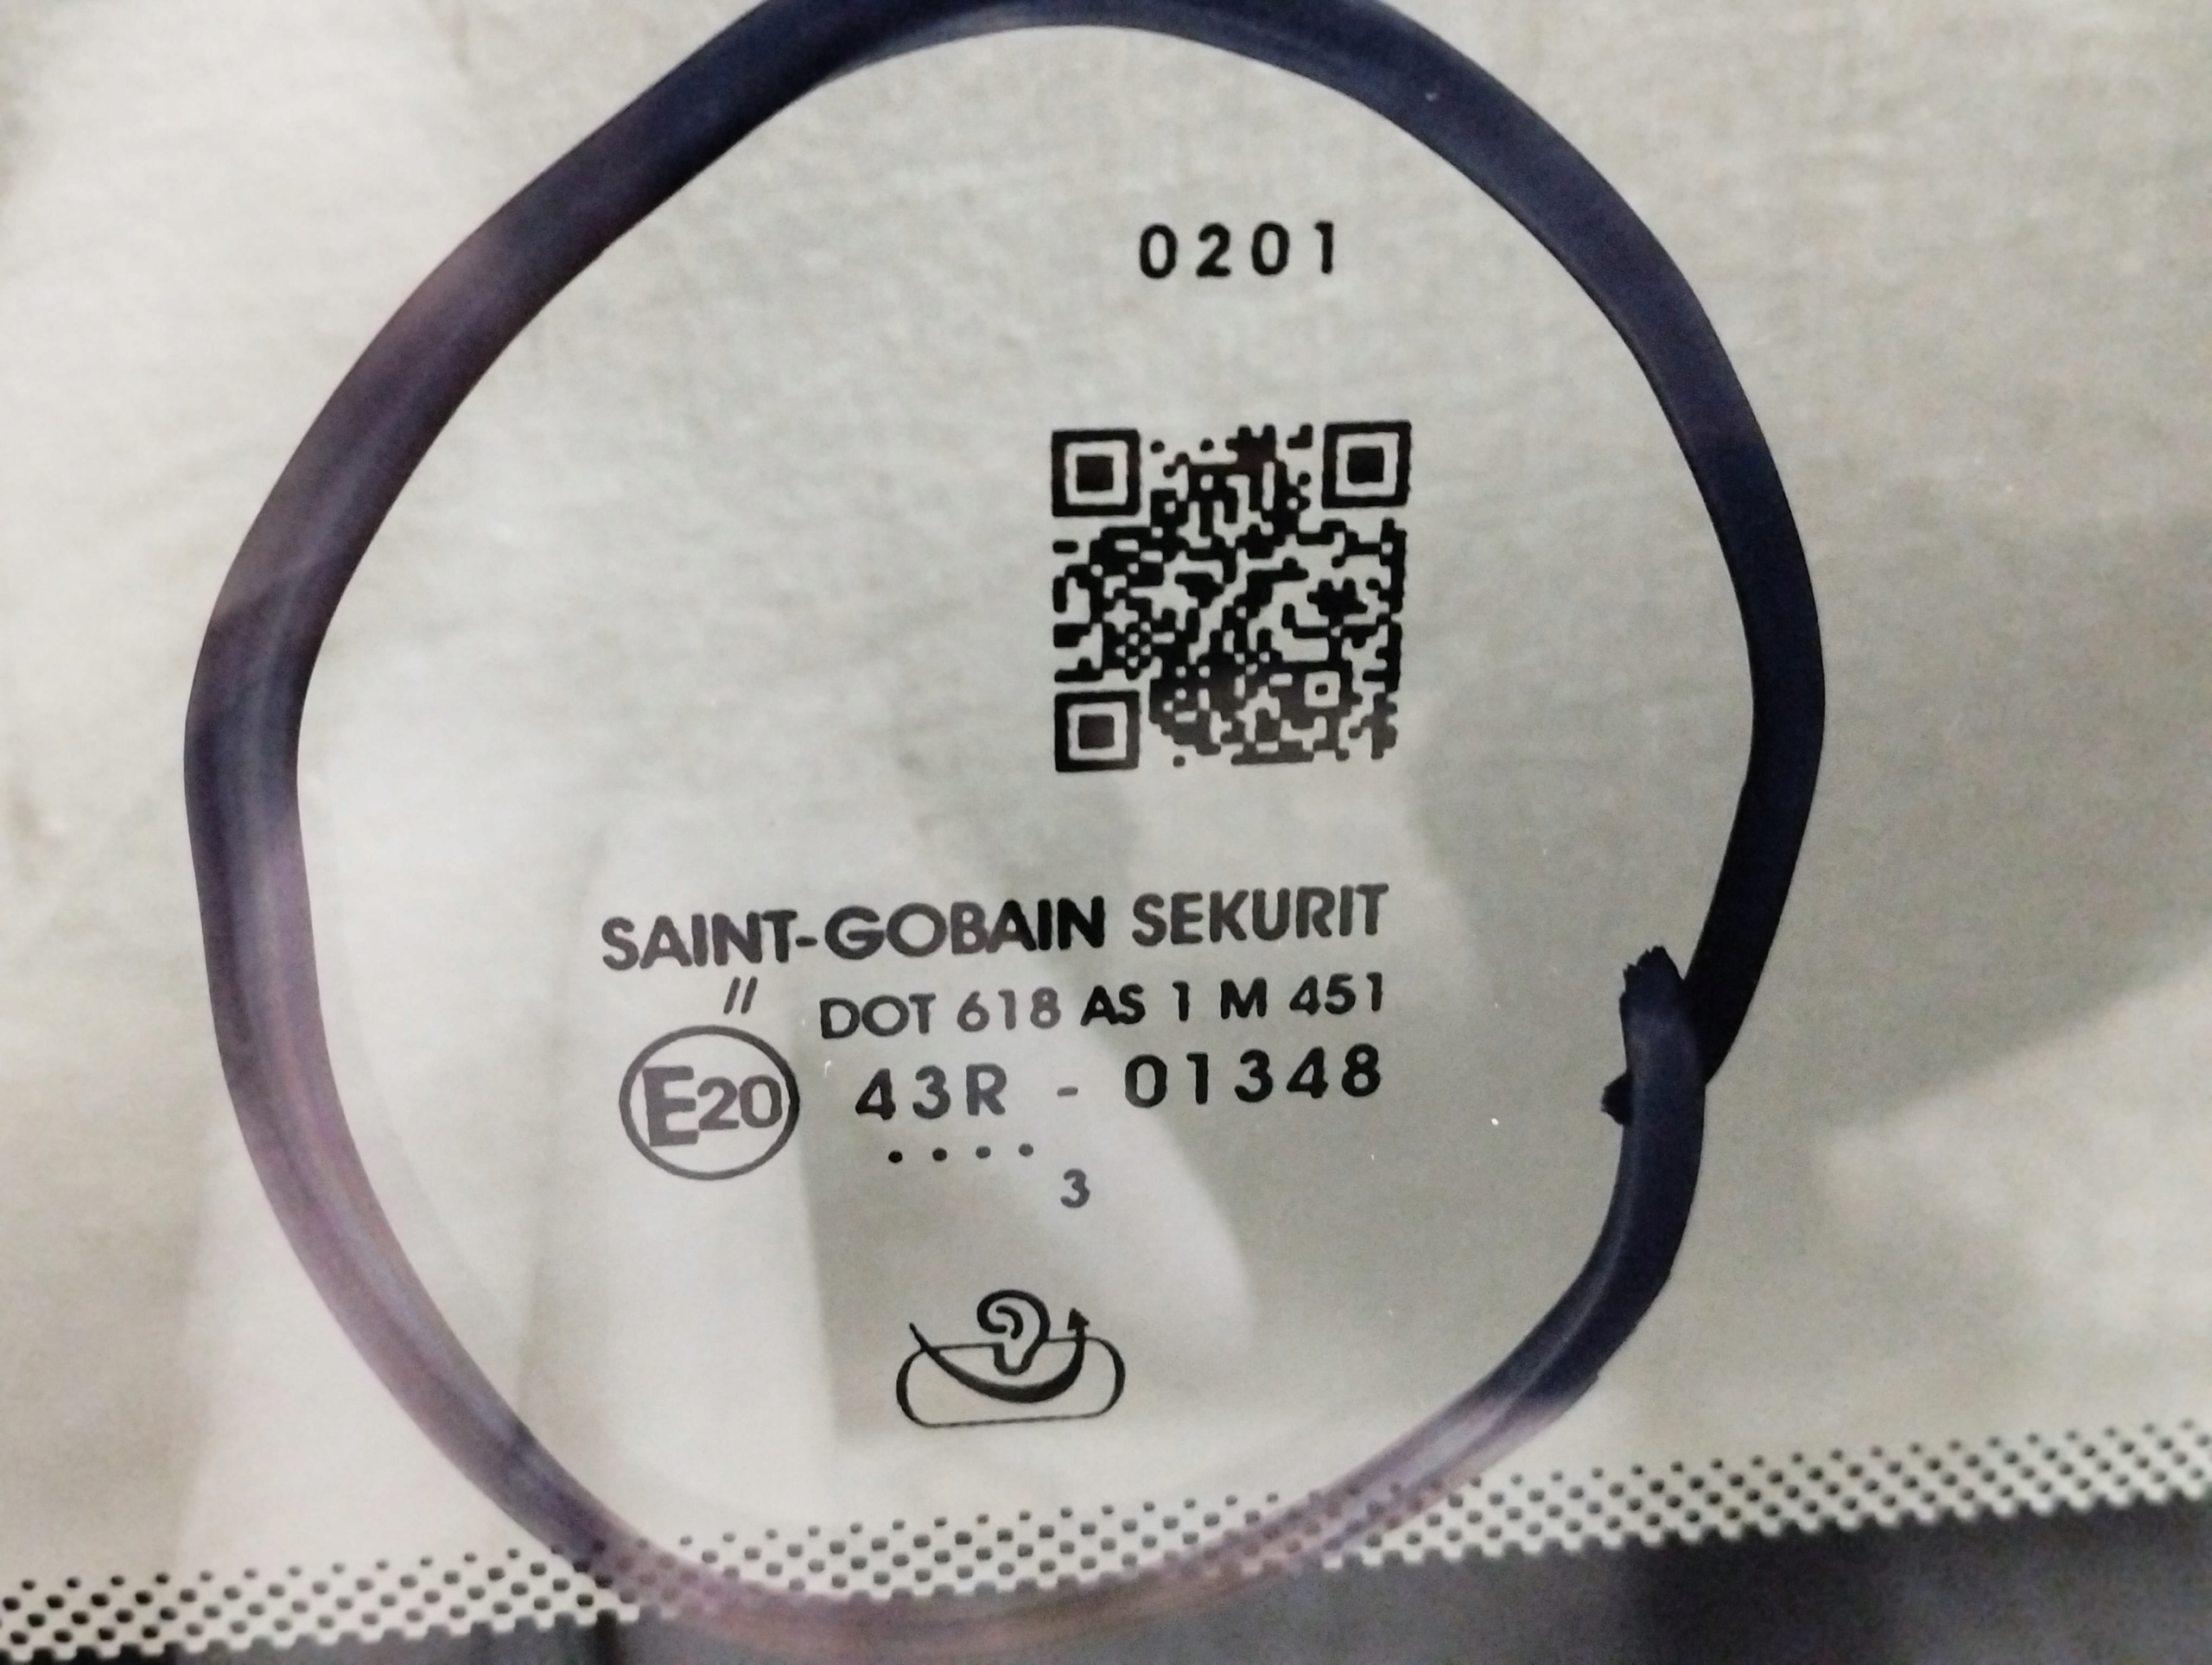 0201
SAINT-GOBAIN SEKURIT
// DOT 618 AS 1 M 451
E20 43R - 01348
. . . .
3